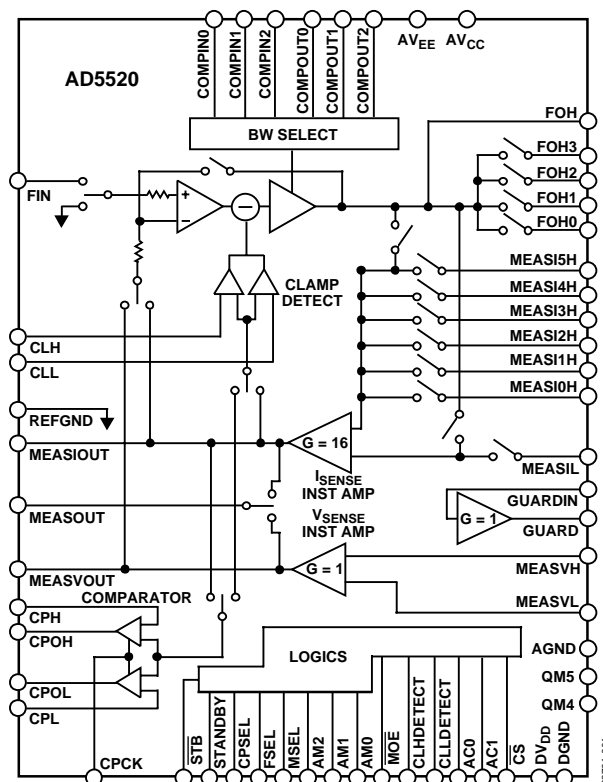 COMPIN0
COMPIN1
COMPIN2
COMPOUT0
COMPOUT1
COMPOUT2
AVEE
AVCC
AD5520
BW SELECT
FOH
FOH3
FOH2
FOH1
FOH0
FIN
+
–
–
MEASI5H
MEASI4H
MEASI3H
MEASI2H
MEASI1H
MEASI0H
CLAMP
DETECT
CLH
CLL
REFGND
MEASIOUT
G = 16
MEASIL
ISENSE
INST AMP
GUARDIN
GUARD
G = 1
MEASOUT
VSENSE
INST AMP
MEASVOUT
G = 1
MEASVH
MEASVL
COMPARATOR
CPH
CPOH
CPOL
CPL
LOGICS
AGND
QM5
QM4
CPCK
STB
STANDBY
CPSEL
FSEL
MSEL
AM2
AM1
AM0
MOE
CLHDETECT
CLLDETECT
AC0
AC1
CS
DVDD
DGND